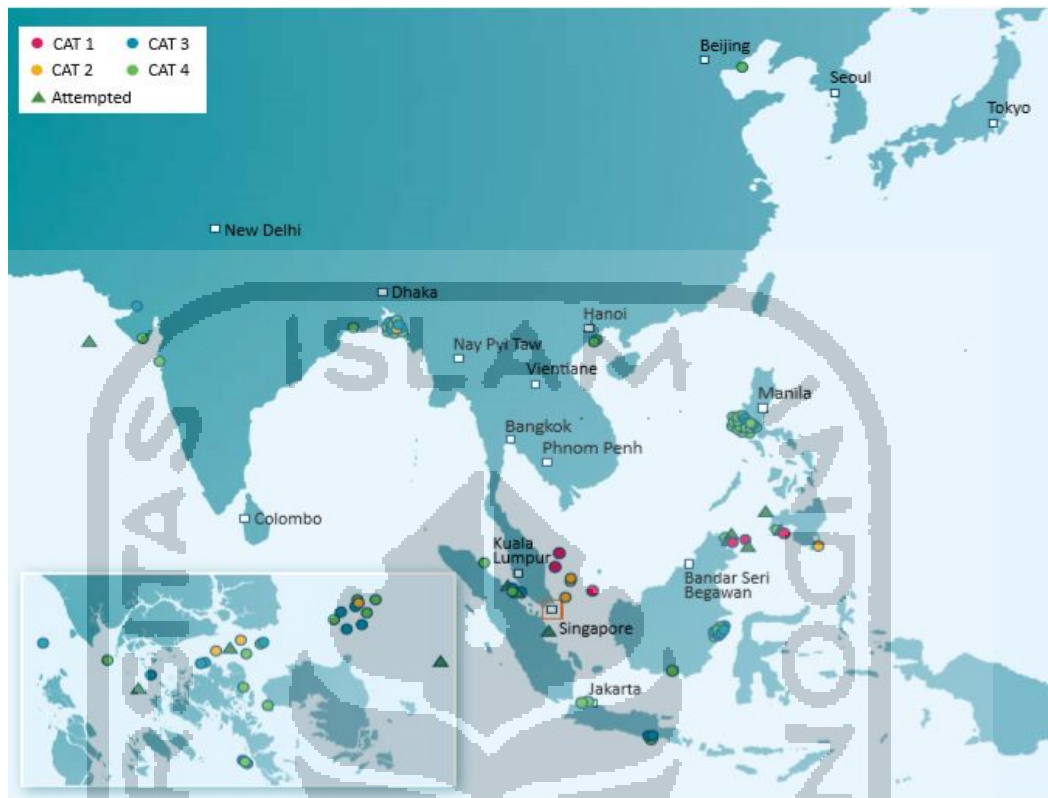 CAT 1
CAT 3
CAT 2
CAT 4
Attempted
Beijing
Seoul
Tokyo
New Delhi
Dhaka
Hanoi
Nay Pyi Taw
Vientiane
Manila
Bangkok
Phnom Penh
Colombo
Kuala
Lumpur
Bandar Seri
Begawan
Singapore
Jakarta
ISLAM